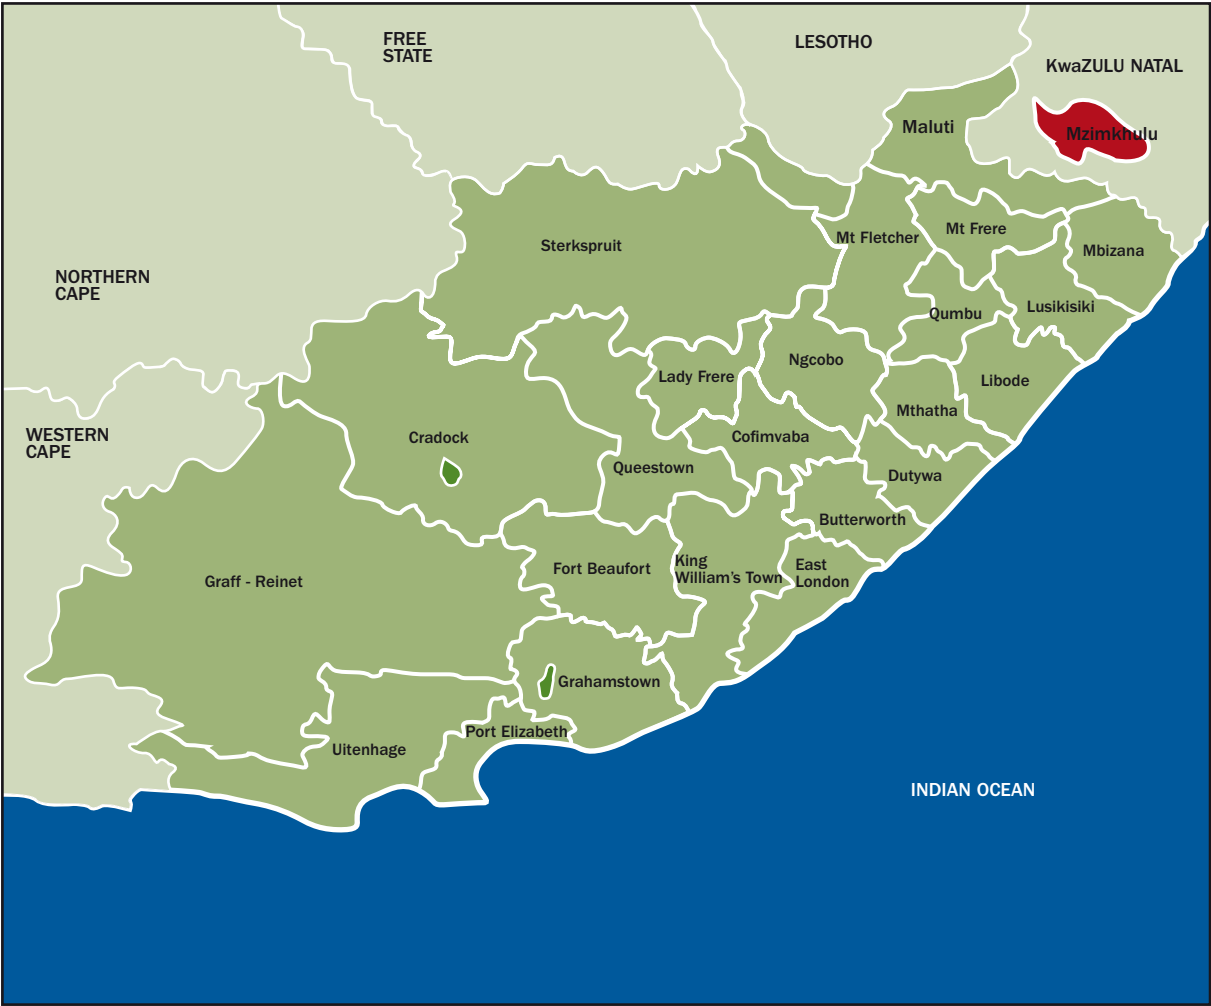 FREE
STATE
LESOTHO
KwaZULU NATAL
Maluti
Mzimkhulu
Mt Frere
Mt Fletcher
Sterkspruit
Mbizana
NORTHERN
CAPE
Qumbu
Lusikisiki
Ngcobo
Lady Frere
Libode
Mthatha
WESTERN
CAPE
Cradock
Cofimvaba
Queestown
Dutywa
Butterworth
Graff - Reinet
Fort Beaufort
King
William's Town
East
London
Grahamstown
Port Elizabeth
Uitenhage
INDIAN OCEAN